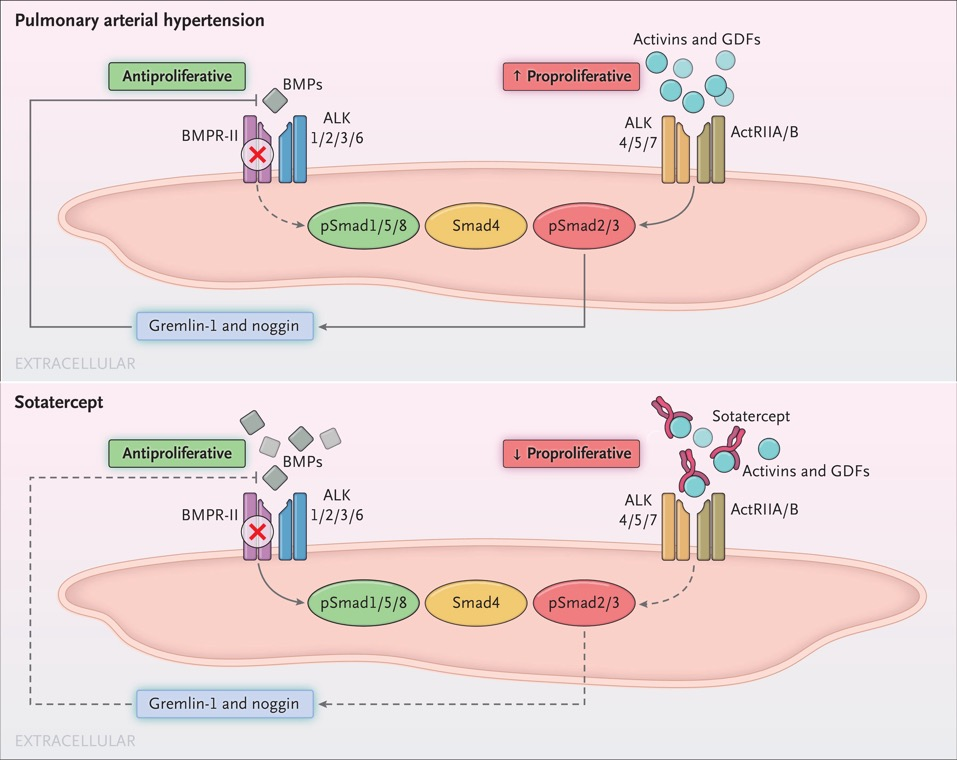 Pulmonary arterial hypertension
Activins and GDFs
Antiproliferative
↑ Proproliferative
BMPs
BMPR-II
ALK
1/2/3/6
ALK
4/5/7
ActRIIA/B
pSmad1/5/8
Smad4
pSmad2/3
Gremlin-1 and noggin
EXTRACELLULAR
Sotatercept
Sotatercept
Antiproliferative
↓ Proproliferative
BMPs
Activins and GDFs
BMPR-II
ALK
1/2/3/6
ALK
4/5/7
ActRIIA/B
pSmad1/5/8
Smad4
pSmad2/3
Gremlin-1 and noggin
EXTRACELLULAR